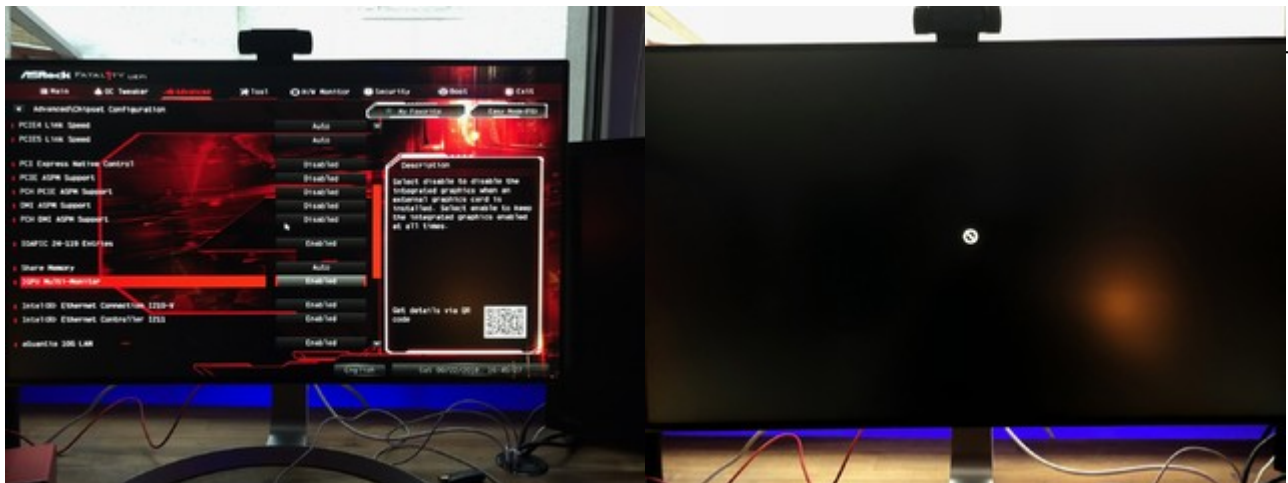 ASRock FATAL1TY UEFI
Main OC Tweaker Advanced Tool H/W Monitor Security Boot Exit
Advanced\Chipset Configuration
My Favorite Easy Mode(F6)
PCIE4 Link Speed Auto
PCIE5 Link Speed Auto
PCI Express Native Control Disabled
PCIE ASPM Support Disabled
PCH PCIE ASPM Support Disabled
DMI ASPM Support Disabled
PCH DMI ASPM Support Disabled
IOAPIC 24-119 Entries Enabled
Share Memory Auto
IGPU Multi-Monitor Enabled
Intel(R) Ethernet Connection I219-V Enabled
Intel(R) Ethernet Controller I211 Enabled
aQuantia 10G LAN Enabled
Description
Select disable to disable the
integrated graphics when an
external graphics card is
installed. Select enable to keep
the integrated graphics enabled
at all times.
Get details via QR
code
English